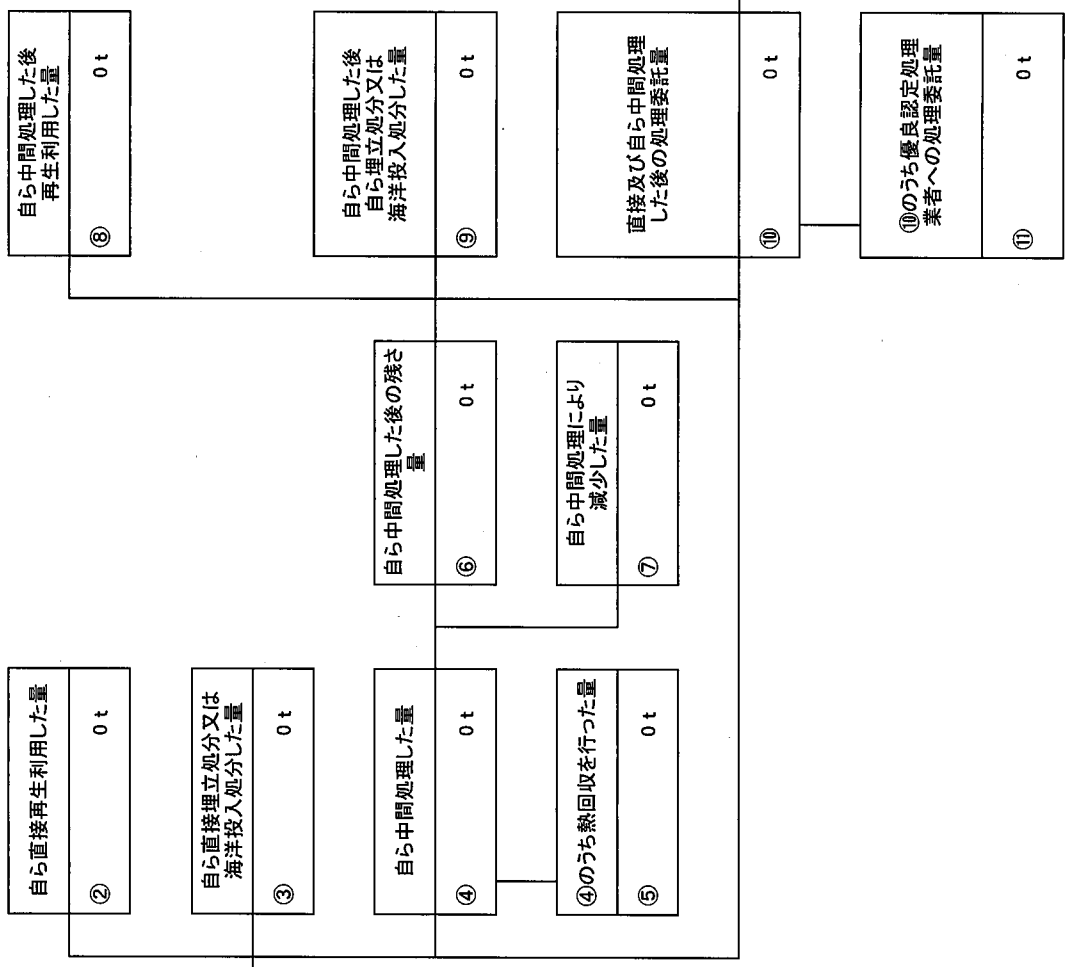 自ら直接再生利用した量
②
0 t
自ら直接埋立処分又は
海洋投入処分した量
③
0 t
自ら中間処理した量
④
0 t
④のうち熱回収を行った量
⑤
0 t
自ら中間処理した後の残さ
量
⑥
0 t
自ら中間処理により
減少した量
⑦
0 t
自ら中間処理した後
再生利用した量
⑧
0 t
自ら中間処理した後
自ら埋立処分又は
海洋投入処分した量
⑨
0 t
直接及び自ら中間処理
した後の処理委託量
⑩
0 t
⑩のうち優良認定処理
業者への処理委託量
⑪
0 t